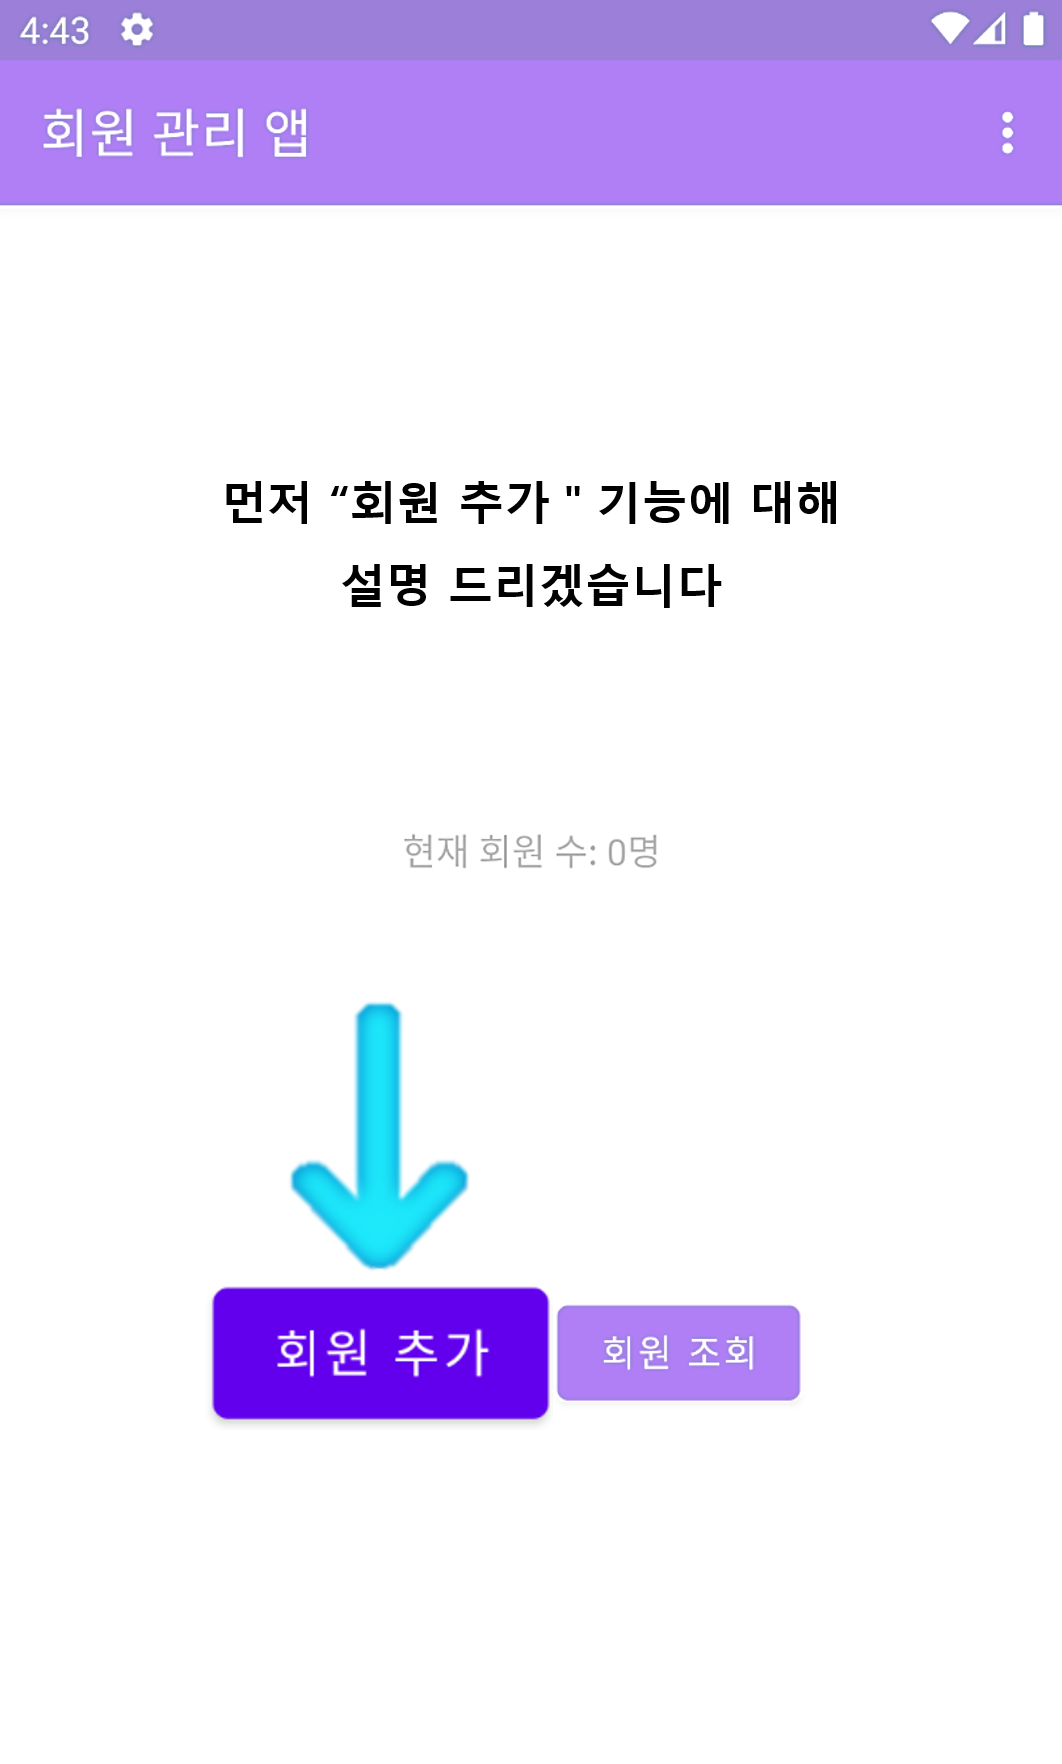 4:43
회원 관리 앱
먼저 “회원 추가 " 기능에 대해
설명 드리겠습니다
현재 회원 수: 0명
회원 추가
회원 조회